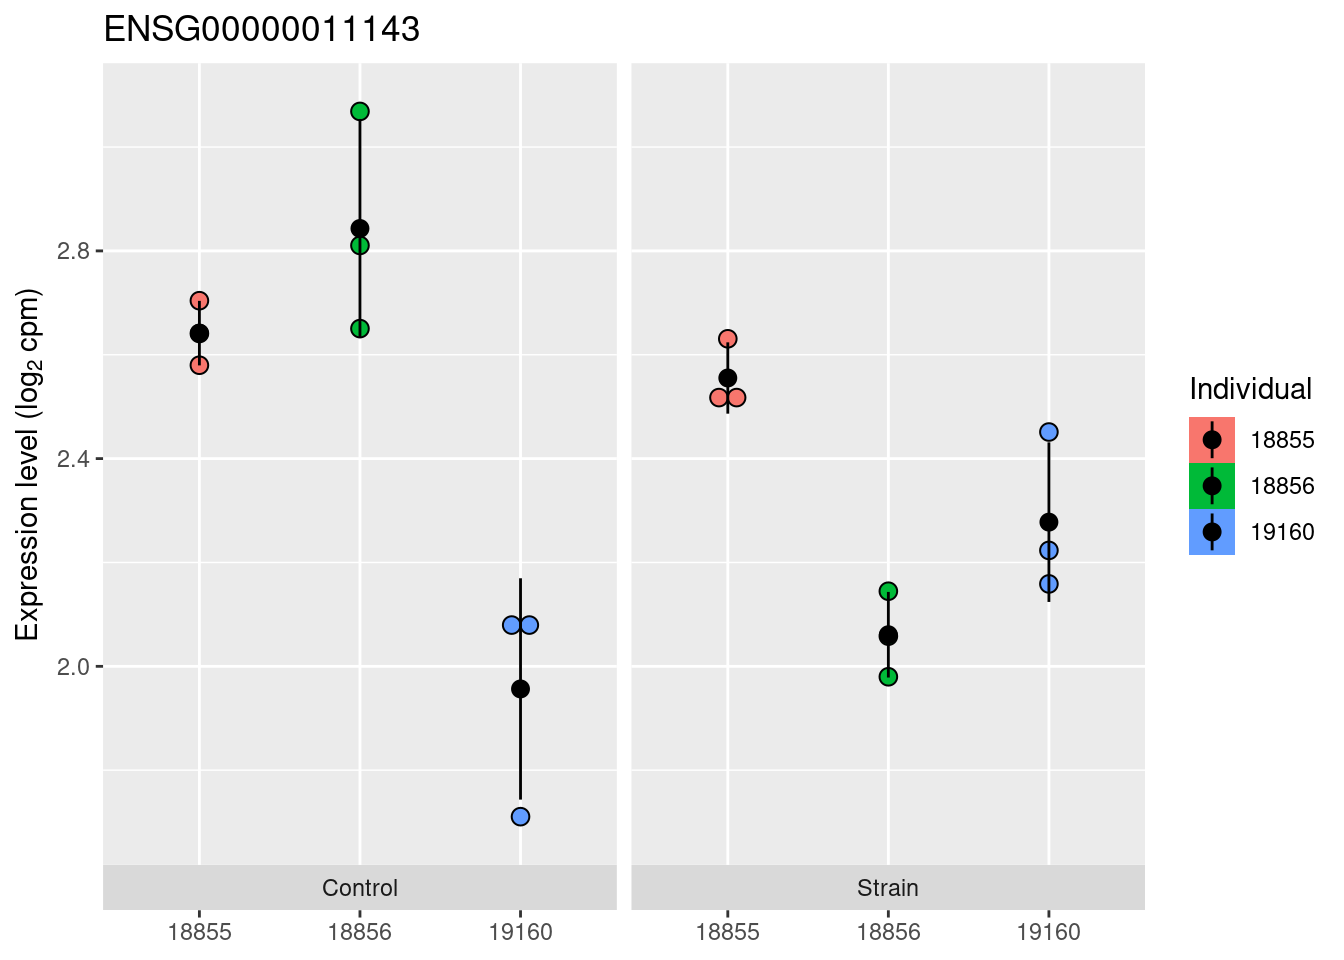 ENSG00000011143
Expression level (log2 cpm)
2.8
2.4
2.0
Control
Strain
18855
18856
19160
18855
18856
19160
Individual
18855
18856
19160